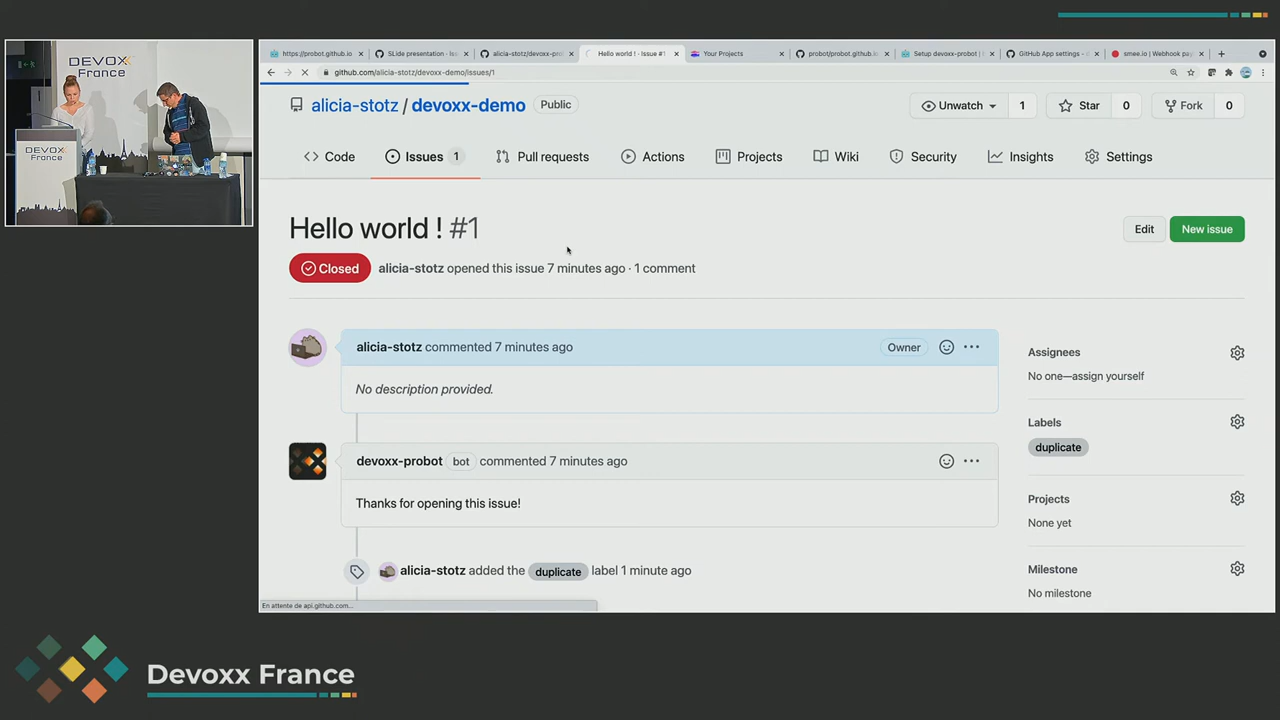 https://probot.github.io
SLide presentation · Iss
alicia-stotz/devoxx-pro
Hello world ! · Issue #1
Your Projects
probot/probot.github.io
Setup devoxx-probot
GitHub App settings
smee.io | Webhook pay
github.com/alicia-stotz/devoxx-demo/issues/1
DEVOXX
France
DEVOXX
France
alicia-stotz / devoxx-demo Public
Unwatch 1
Star 0
Fork 0
Code
Issues 1
Pull requests
Actions
Projects
Wiki
Security
Insights
Settings
Hello world ! #1
Edit
New issue
Closed
alicia-stotz opened this issue 7 minutes ago · 1 comment
alicia-stotz commented 7 minutes ago
Owner
No description provided.
devoxx-probot bot commented 7 minutes ago
Thanks for opening this issue!
alicia-stotz added the duplicate label 1 minute ago
Assignees
No one—assign yourself
Labels
duplicate
Projects
None yet
Milestone
No milestone
En attente de api.github.com...
Devoxx France